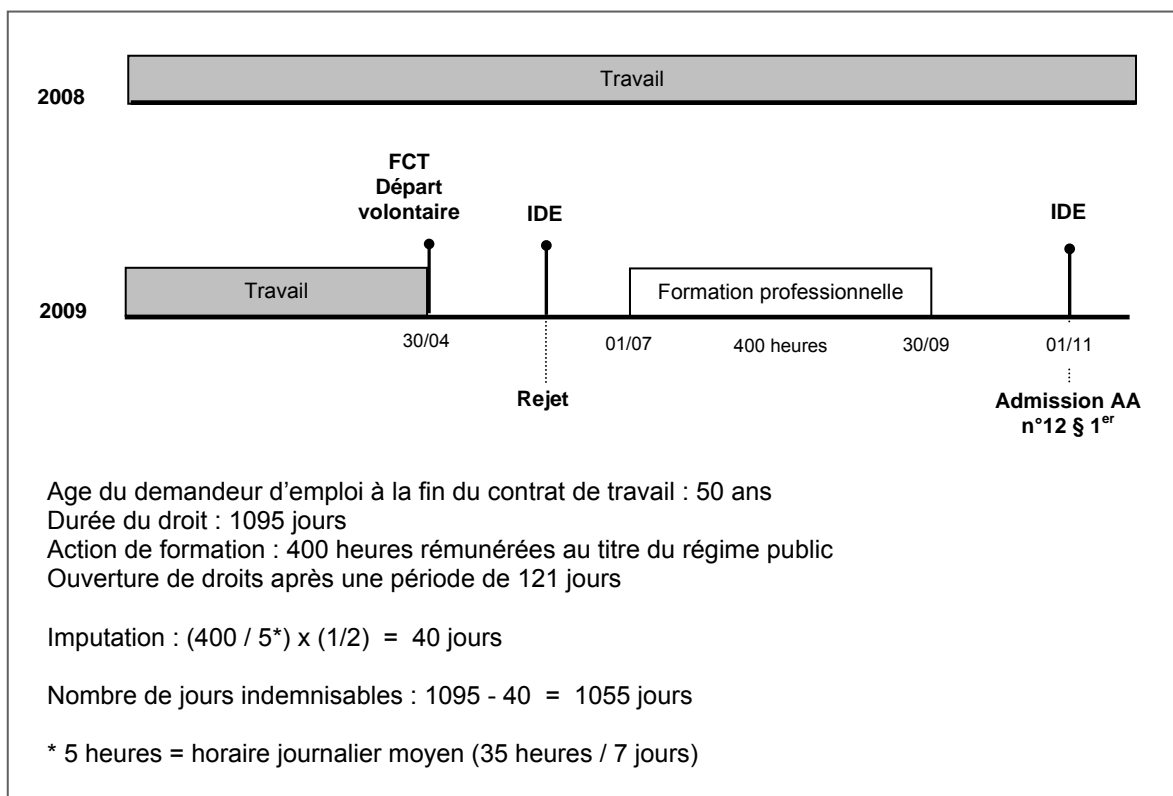 Travail
2008
FCT
Départ
volontaire
IDE
IDE
Travail
Formation professionnelle
2009
30/04
01/07
400 heures
30/09
01/11
Rejet
Admission AA
n°12 § 1er
Age du demandeur d'emploi à la fin du contrat de travail : 50 ans
Durée du droit : 1095 jours
Action de formation : 400 heures rémunérées au titre du régime public
Ouverture de droits après une période de 121 jours
Imputation : (400 / 5*) x (1/2) = 40 jours
Nombre de jours indemnisables : 1095 - 40 = 1055 jours
* 5 heures = horaire journalier moyen (35 heures / 7 jours)